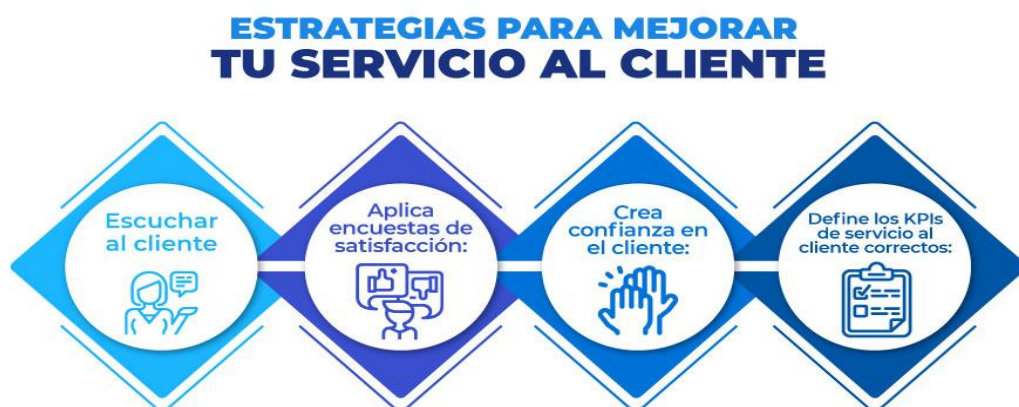 ESTRATEGIAS PARA MEJORAR
TU SERVICIO AL CLIENTE
Escuchar
al cliente
Aplica
encuestas de
satisfacción:
Crea
confianza en
el cliente:
Define los KPIs
de servicio al
cliente correctos: